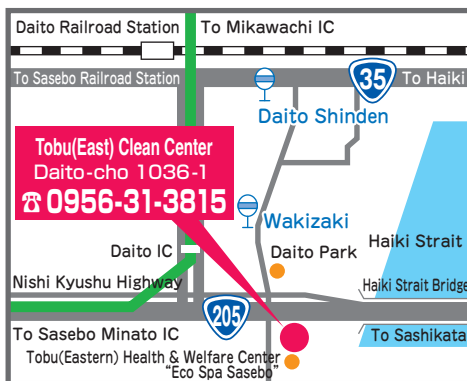 Daito Railroad Station
To Mikawachi IC
To Sasebo Railroad Station
35
To Haiki
Daito Shinden
Tobu(East) Clean Center
Daito-cho 1036-1
☎0956-31-3815
Wakizaki
Daito IC
Daito Park
Haiki Strait
Nishi Kyushu Highway
Haiki Strait Bridge
205
To Sasebo Minato IC
To Sashikata
Tobu(Eastern) Health & Welfare Center
“Eco Spa Sasebo”